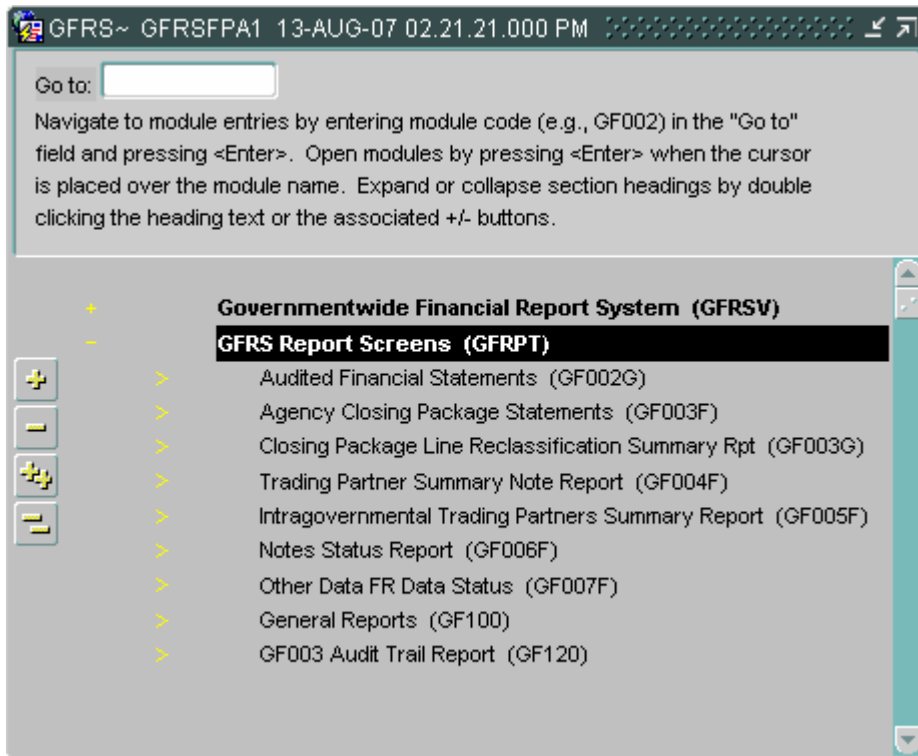 GFRS~ GFRSFPA1 13-AUG-07 02.21.21.000 PM
Go to:
Navigate to module entries by entering module code (e.g., GF002) in the "Go to"
field and pressing <Enter>. Open modules by pressing <Enter> when the cursor
is placed over the module name. Expand or collapse section headings by double
clicking the heading text or the associated +/- buttons.
+ Governmentwide Financial Report System (GFRSV)
− GFRS Report Screens (GFRPT)
> Audited Financial Statements (GF002G)
> Agency Closing Package Statements (GF003F)
> Closing Package Line Reclassification Summary Rpt (GF003G)
> Trading Partner Summary Note Report (GF004F)
> Intragovernmental Trading Partners Summary Report (GF005F)
> Notes Status Report (GF006F)
> Other Data FR Data Status (GF007F)
> General Reports (GF100)
> GF003 Audit Trail Report (GF120)